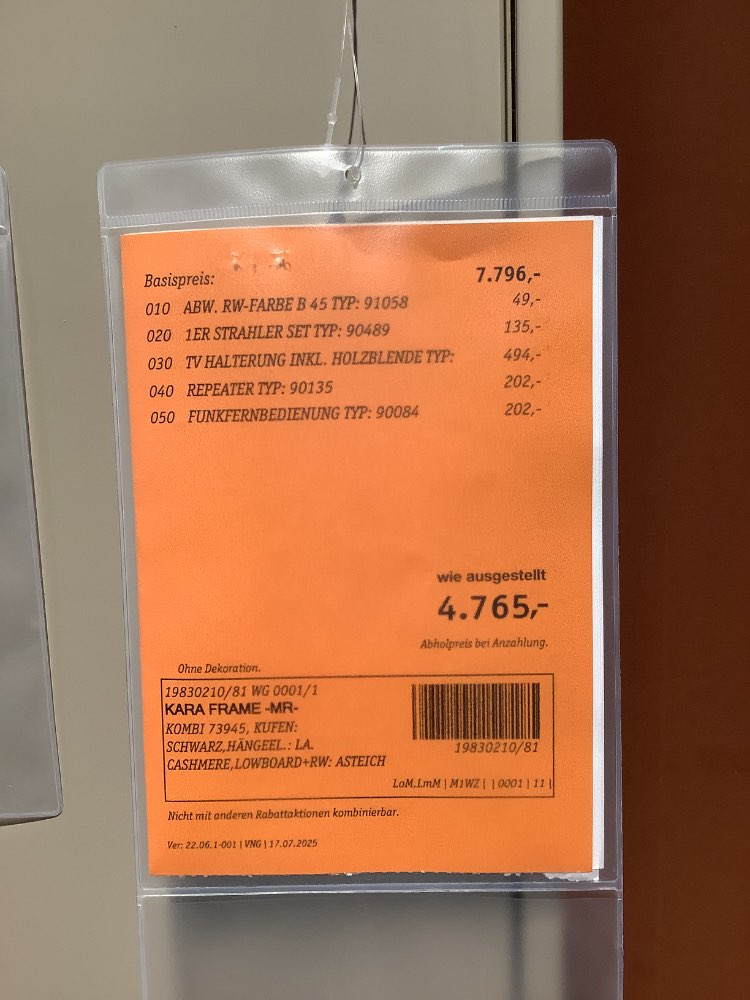 Basispreis: 7.796,-
010 ABW. RW-FARBE B 45 TYP: 91058 49,-
020 1ER STRAHLER SET TYP: 90489 135,-
030 TV HALTERUNG INKL. HOLZBLENDE TYP: 494,-
040 REPEATER TYP: 90135 202,-
050 FUNKFERNBEDIENUNG TYP: 90084 202,-
wie ausgestellt
4.765,-
Abholpreis bei Anzahlung.
Ohne Dekoration.
19830210/81 WG 0001/1
KARA FRAME -MR-
KOMBI 73945, KUFEN:
SCHWARZ,HÄNGEEL.: LA.
CASHMERE,LOWBOARD+RW: ASTEICH
19830210/81
LoM,LmM | M1WZ | | 0001 | 11 |
Nicht mit anderen Rabattaktionen kombinierbar.
Ver: 22.06.1-001 | VNG | 17.07.2025